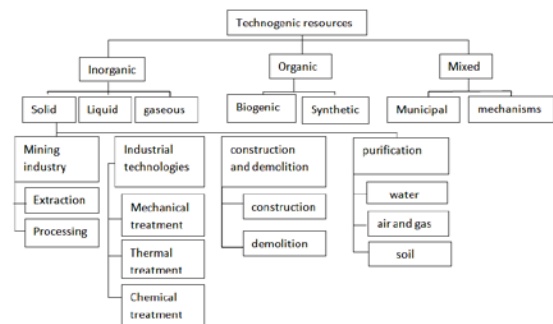 Technogenic resources
Inorganic
Organic
Mixed
Solid
Liquid
gaseous
Biogenic
Synthetic
Municipal
mechanisms
Mining
industry
Industrial
technologies
construction
and demolition
purification
Extraction
Processing
Mechanical
treatment
Thermal
treatment
Chemical
treatment
construction
demolition
water
air and gas
soil